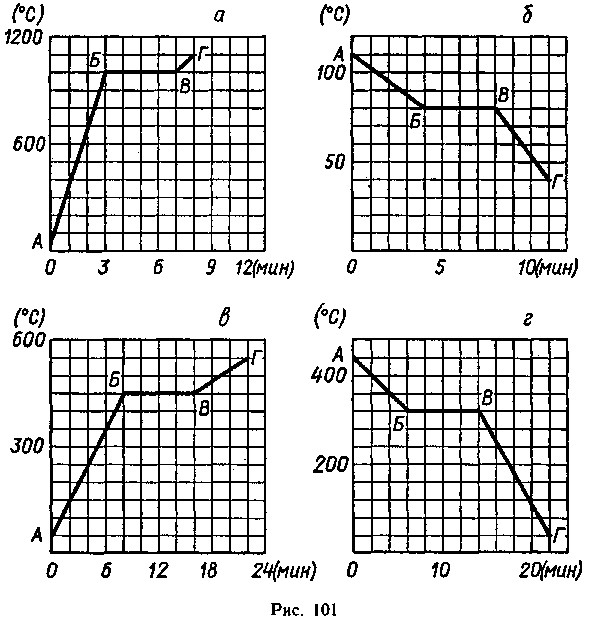 (°C) а
1200
Б
Г
В
600
А
0 3 6 9 12(мин)
(°C) б
А
100
Б
В
50
Г
0 5 10(мин)
(°C) в
600
Б
Г
В
300
А
0 6 12 18 24(мин)
(°C) г
А
400
Б
В
200
Г
0 10 20(мин)
Рис. 101